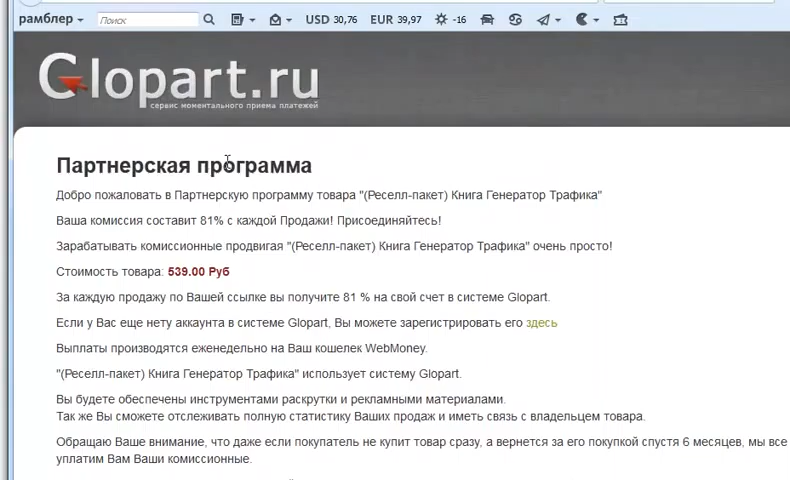 рамблер Поиск USD 30,76 EUR 39,97 -16
Glopart.ru
сервис моментального приема платежей
Партнерская программа
Добро пожаловать в Партнерскую программу товара "(Реселл-пакет) Книга Генератор Трафика"
Ваша комиссия составит 81% с каждой Продажи! Присоединяйтесь!
Зарабатывать комиссионные продвигая "(Реселл-пакет) Книга Генератор Трафика" очень просто!
Стоимость товара: 539.00 Руб
За каждую продажу по Вашей ссылке вы получите 81 % на свой счет в системе Glopart.
Если у Вас еще нету аккаунта в системе Glopart, Вы можете зарегистрировать его здесь
Выплаты производятся еженедельно на Ваш кошелек WebMoney.
"(Реселл-пакет) Книга Генератор Трафика" использует систему Glopart.
Вы будете обеспечены инструментами раскрутки и рекламными материалами.
Так же Вы сможете отслеживать полную статистику Ваших продаж и иметь связь с владельцем товара.
Обращаю Ваше внимание, что даже если покупатель не купит товар сразу, а вернется за его покупкой спустя 6 месяцев, мы все
уплатим Вам Ваши комиссионные.